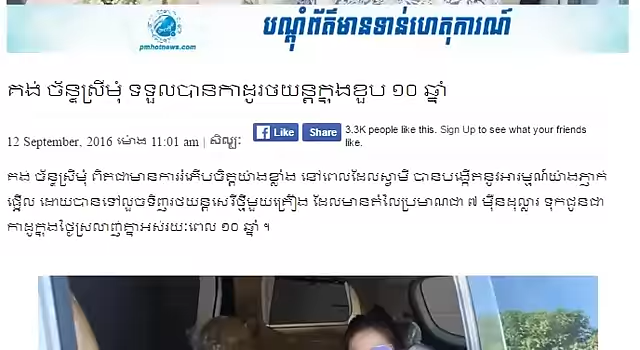 បណ្ដុំព័ត៌មានទាន់ហេតុការណ៍
pmhotnews.com
គង់ ច័ន្ទស្រីមុំ ទទួលបានកាដូរថយន្តក្នុងខួប ១០ ឆ្នាំ
12 September, 2016 ម៉ោង 11:01 am | សិល្បៈ
Like Share 3.3K people like this. Sign Up to see what your friends
like.
គង់ ច័ន្ទស្រីមុំ ពិតជាមានការរំភើបចិត្តយ៉ាងខ្លាំង នៅពេលដែលស្វាមី បានបង្កើតនូវអារម្មណ៍យ៉ាងភ្ញាក់
ផ្អើល ដោយបានទៅលួចទិញរថយន្តសេរីថ្មីមួយគ្រឿង ដែលមានតំលៃប្រមាណជា ៧ ម៉ឺនដុល្លារ ទុកជូនជា
កាដូក្នុងថ្ងៃស្រលាញ់គ្នាអស់រយៈពេល ១០ ឆ្នាំ ។